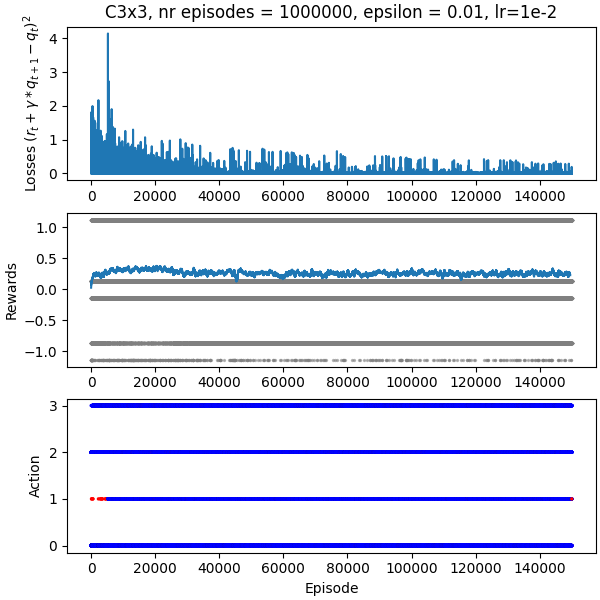 C3x3, nr episodes = 1000000, epsilon = 0.01, lr=1e-2
Losses $(r_t + \gamma * q_{t+1} - q_t)^2$
4
3
2
1
0
0 20000 40000 60000 80000 100000 120000 140000
Rewards
1.0
0.5
0.0
−0.5
−1.0
0 20000 40000 60000 80000 100000 120000 140000
Action
3
2
1
0
0 20000 40000 60000 80000 100000 120000 140000
Episode